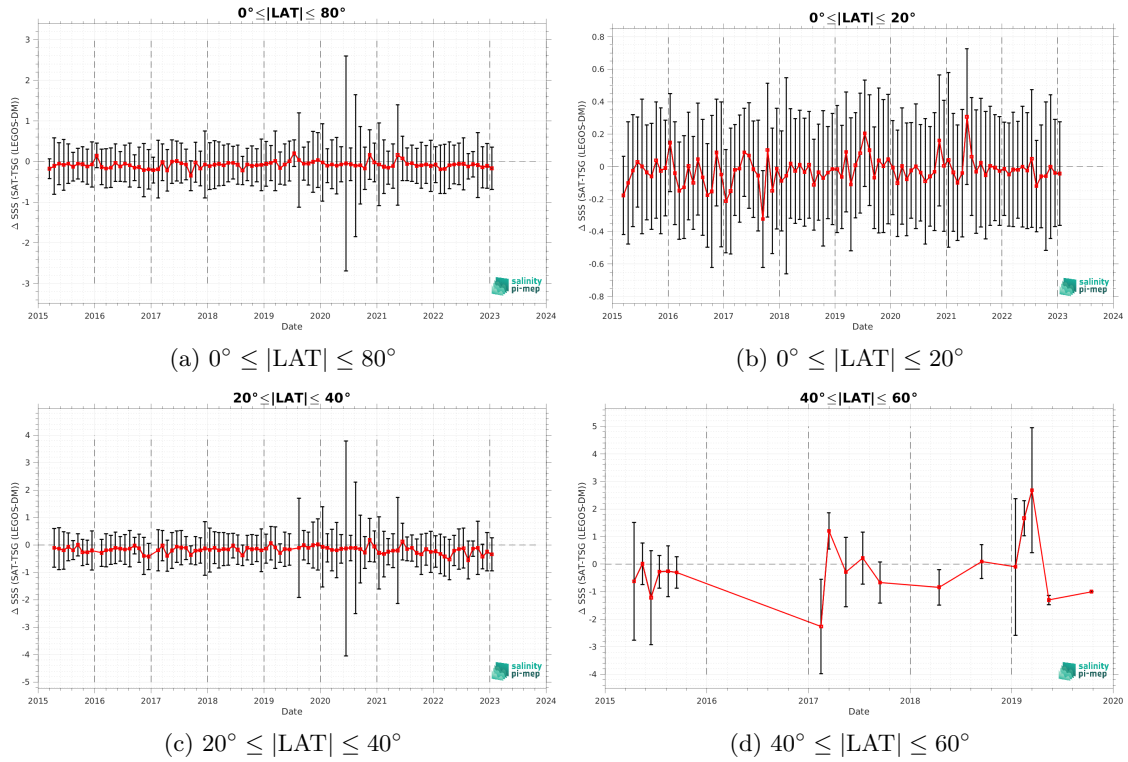 0°≤|LAT|≤ 80°
Δ SSS (SAT-TSG (LEGOS-DM))
3
2
1
0
-1
-2
-3
2015 2016 2017 2018 2019 2020 2021 2022 2023 2024
Date
salinity
pi-mep
(a) 0° ≤ |LAT| ≤ 80°
0°≤|LAT|≤ 20°
Δ SSS (SAT-TSG (LEGOS-DM))
0.8
0.6
0.4
0.2
0
-0.2
-0.4
-0.6
-0.8
2015 2016 2017 2018 2019 2020 2021 2022 2023 2024
Date
salinity
pi-mep
(b) 0° ≤ |LAT| ≤ 20°
20°≤|LAT|≤ 40°
Δ SSS (SAT-TSG (LEGOS-DM))
4
3
2
1
0
-1
-2
-3
-4
-5
2015 2016 2017 2018 2019 2020 2021 2022 2023 2024
Date
salinity
pi-mep
(c) 20° ≤ |LAT| ≤ 40°
40°≤|LAT|≤ 60°
Δ SSS (SAT-TSG (LEGOS-DM))
5
4
3
2
1
0
-1
-2
-3
-4
2015 2016 2017 2018 2019 2020
Date
salinity
pi-mep
(d) 40° ≤ |LAT| ≤ 60°